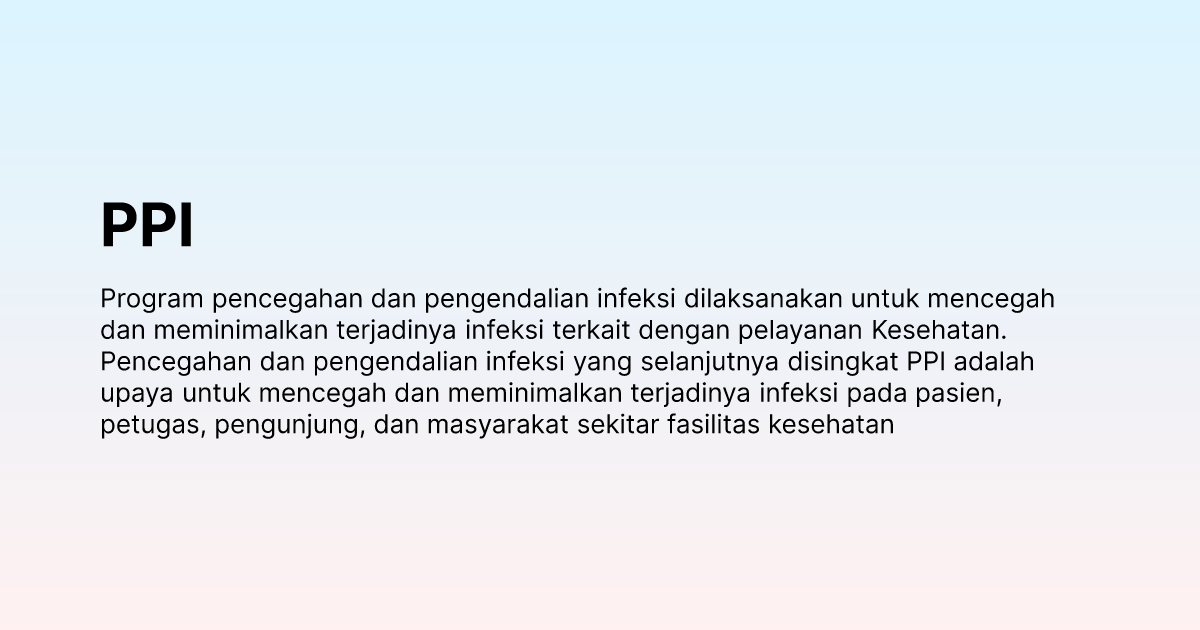 PPI
Program pencegahan dan pengendalian infeksi dilaksanakan untuk mencegah
dan meminimalkan terjadinya infeksi terkait dengan pelayanan Kesehatan.
Pencegahan dan pengendalian infeksi yang selanjutnya disingkat PPI adalah
upaya untuk mencegah dan meminimalkan terjadinya infeksi pada pasien,
petugas, pengunjung, dan masyarakat sekitar fasilitas kesehatan